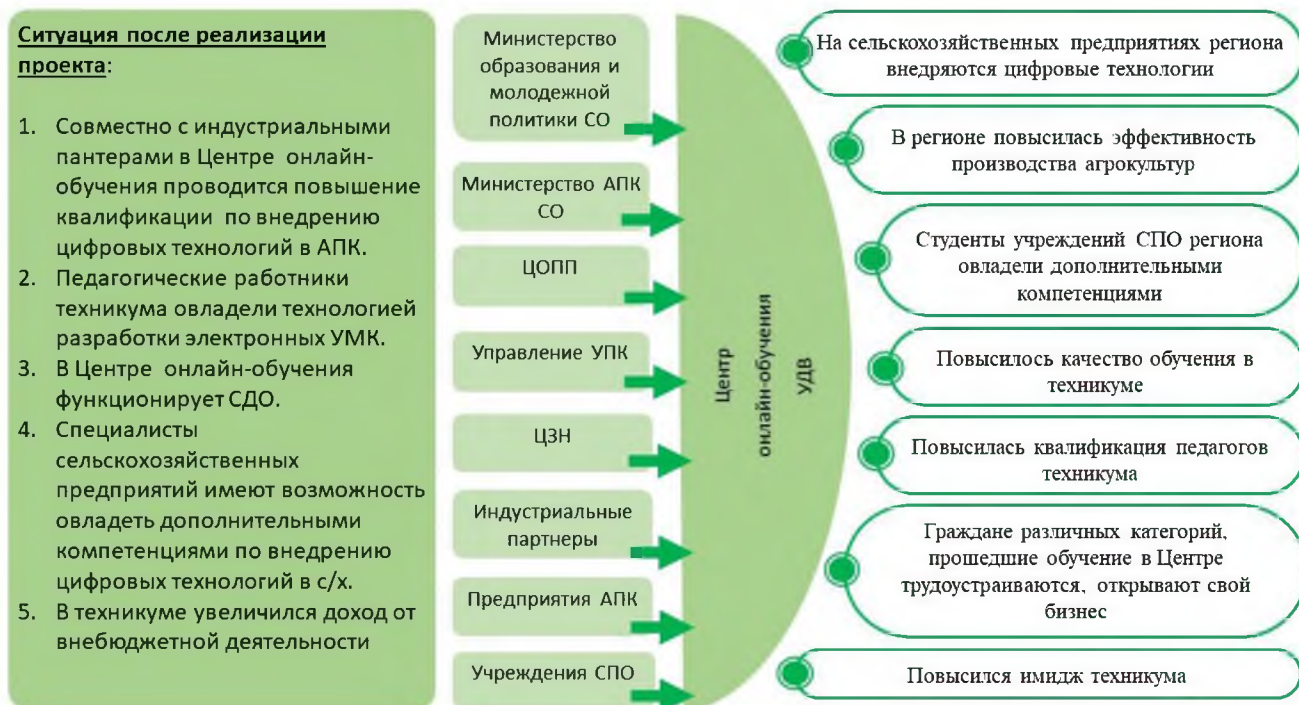 Ситуация после реализации
проекта:
1. Совместно с индустриальными
пантерами в Центре онлайн-
обучения проводится повышение
квалификации по внедрению
цифровых технологий в АПК.
2. Педагогические работники
техникума овладели технологией
разработки электронных УМК.
3. В Центре онлайн-обучения
функционирует СДО.
4. Специалисты
сельскохозяйственных
предприятий имеют возможность
овладеть дополнительными
компетенциями по внедрению
цифровых технологий в с/х.
5. В техникуме увеличился доход от
внебюджетной деятельности
Министерство
образования и
молодежной
политики СО
Министерство АПК
СО
ЦОПП
Управление УПК
ЦЗН
Индустриальные
партнеры
Предприятия АПК
Учреждения СПО
Центр
онлайн-обучения
УДВ
На сельскохозяйственных предприятиях региона
внедряются цифровые технологии
В регионе повысилась эффективность
производства агрокультур
Студенты учреждений СПО региона
овладели дополнительными
компетенциями
Повысилось качество обучения в
техникуме
Повысилась квалификация педагогов
техникума
Граждане различных категорий,
прошедшие обучение в Центре
трудоустраиваются, открывают свой
бизнес
Повысился имидж техникума